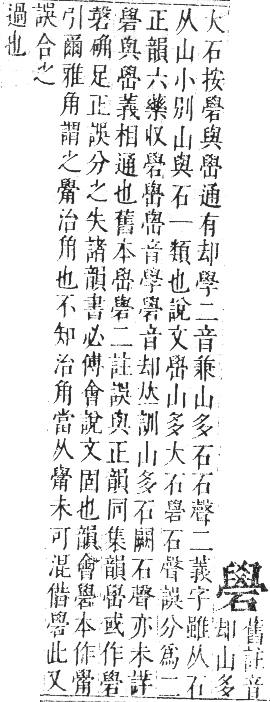 礐
舊註音
却山多
大石按礐與嶨通有却學二音兼山多石石聲二義字雖从石
从山小別山與石一類也說文嶨山多大石礐石聲誤分爲二
正韻六藥收礐嶨嶨音學礐音却丛訓山多石闕石聲亦未詳
礐與嶨義相通也舊本嶨礐二註誤與正韻同集韻嶨或作礐
磬确足正誤分之失諸韻書必傅會說文固也韻會礐本作觷
引爾雅角謂之觷治角也不知治角當从觷未可混借礐此又
誤合之
過也